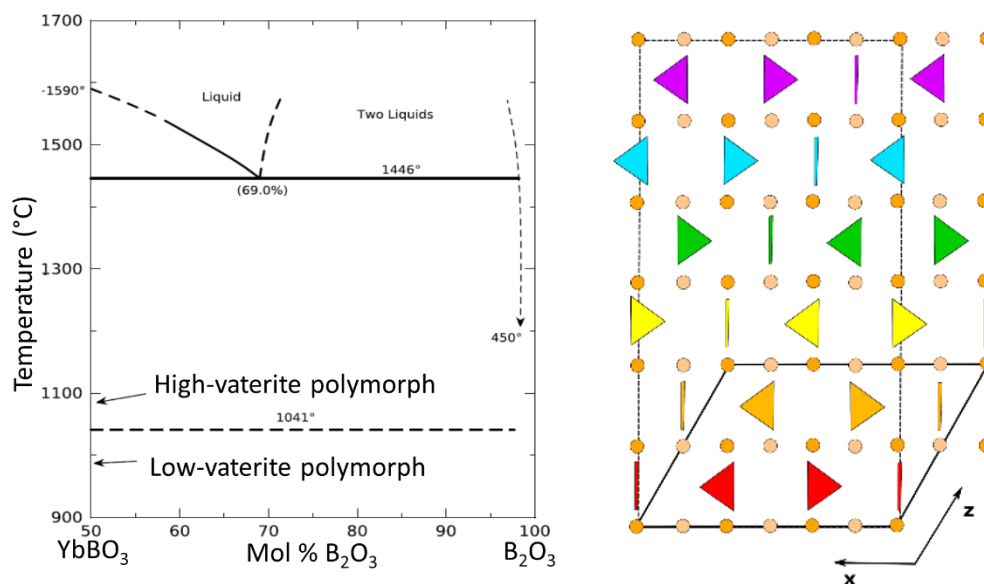 Temperature (°C)
1700
1500
1300
1100
900
-1590°
Liquid
Two Liquids
1446°
(69.0%)
450°
High-vaterite polymorph
1041°
Low-vaterite polymorph
50 60 70 80 90 100
YbBO₃ Mol % B₂O₃ B₂O₃
z
x